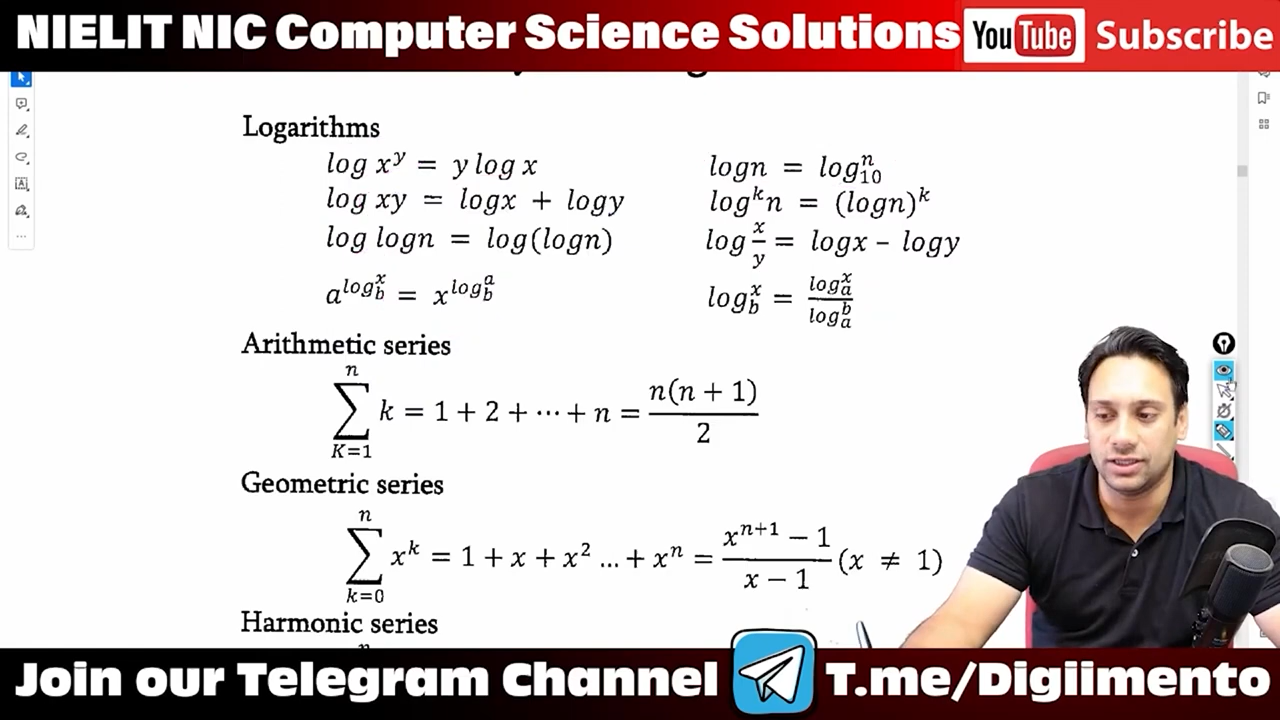 NIELIT NIC Computer Science Solutions
YouTube Subscribe
Logarithms
log x^y = y log x
logn = log_10^n
log xy = logx + logy
log^k n = (logn)^k
log logn = log(logn)
log x/y = logx – logy
a^(log_b^x) = x^(log_b^a)
log_b^x = log_a^x / log_a^b
Arithmetic series
∑_{K=1}^{n} k = 1 + 2 + ⋯ + n = n(n + 1) / 2
Geometric series
∑_{k=0}^{n} x^k = 1 + x + x^2 … + x^n = (x^{n+1} − 1) / (x − 1) (x ≠ 1)
Harmonic series
n
Join our Telegram Channel
T.me/Digiimento